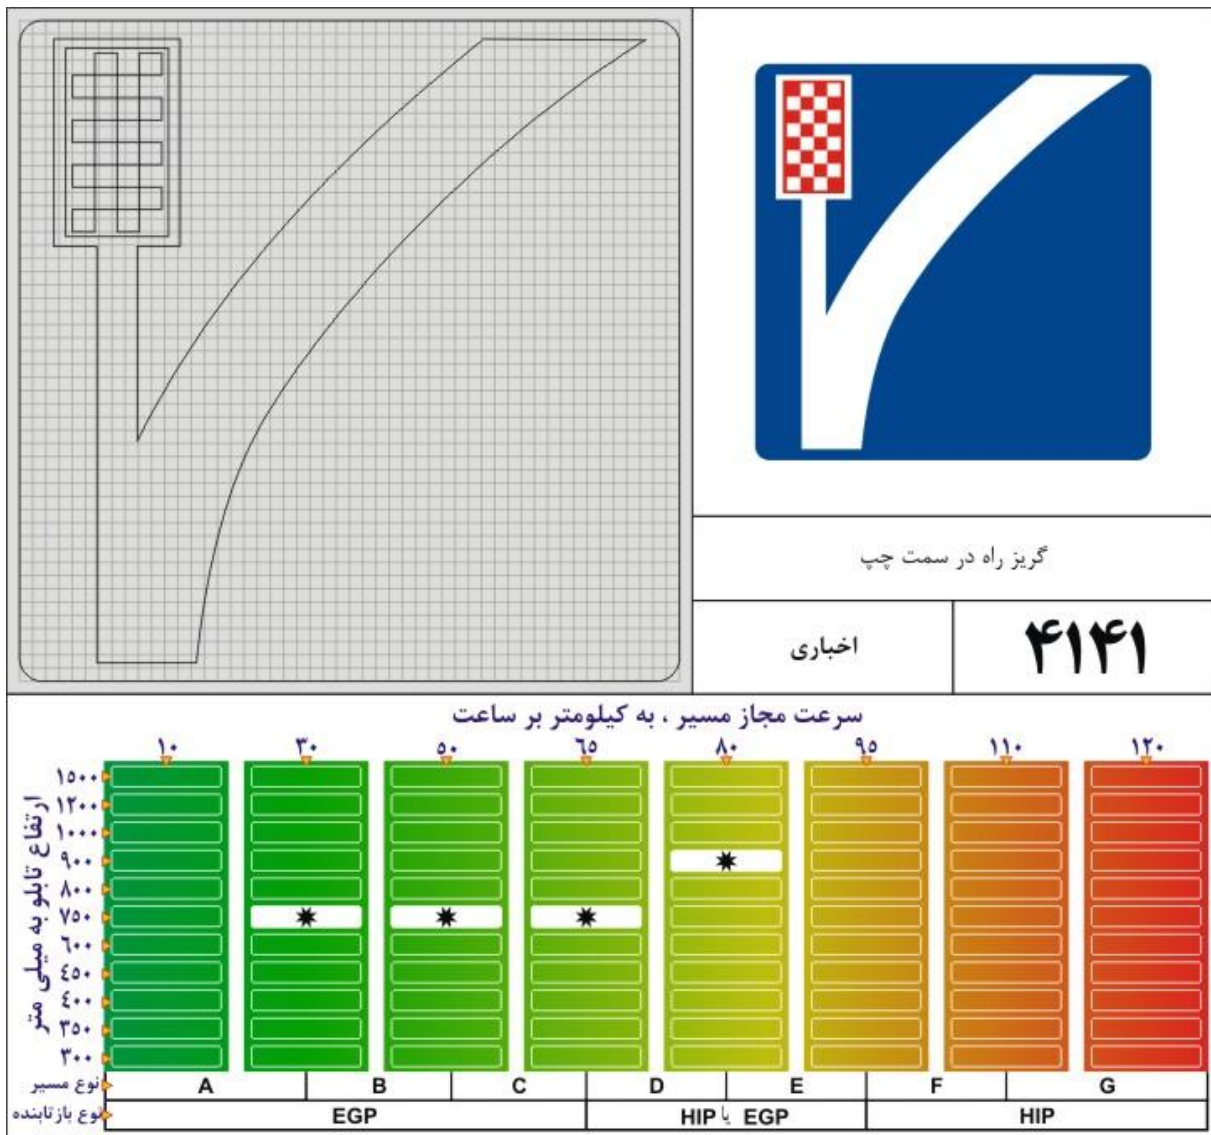 گریز راه در سمت چپ
اخباری
۴۱۴۱
سرعت مجاز مسیر ، به کیلومتر بر ساعت
۱۰ ۳۰ ۵۰ ۶۵ ۸۰ ۹۵ ۱۱۰ ۱۲۰
ارتفاع تابلو به میلی متر
۱۵۰۰
۱۲۰۰
۱۰۰۰
۹۰۰
۸۰۰
۷۵۰
۶۰۰
۴۵۰
۴۰۰
۳۵۰
۳۰۰
نوع مسیر A B C D E F G
نوع بازتابنده EGP HIP یا EGP HIP